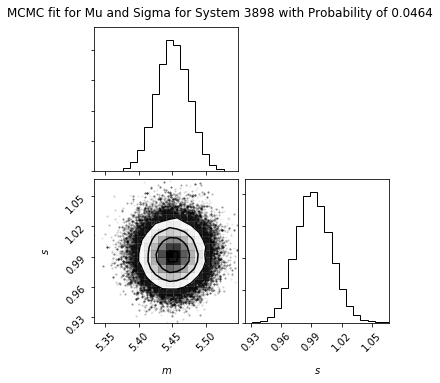 MCMC fit for Mu and Sigma for System 3898 with Probability of 0.0464
1.05
1.02
0.99
0.96
0.93
s
5.35 5.40 5.45 5.50
m
0.93 0.96 0.99 1.02 1.05
s